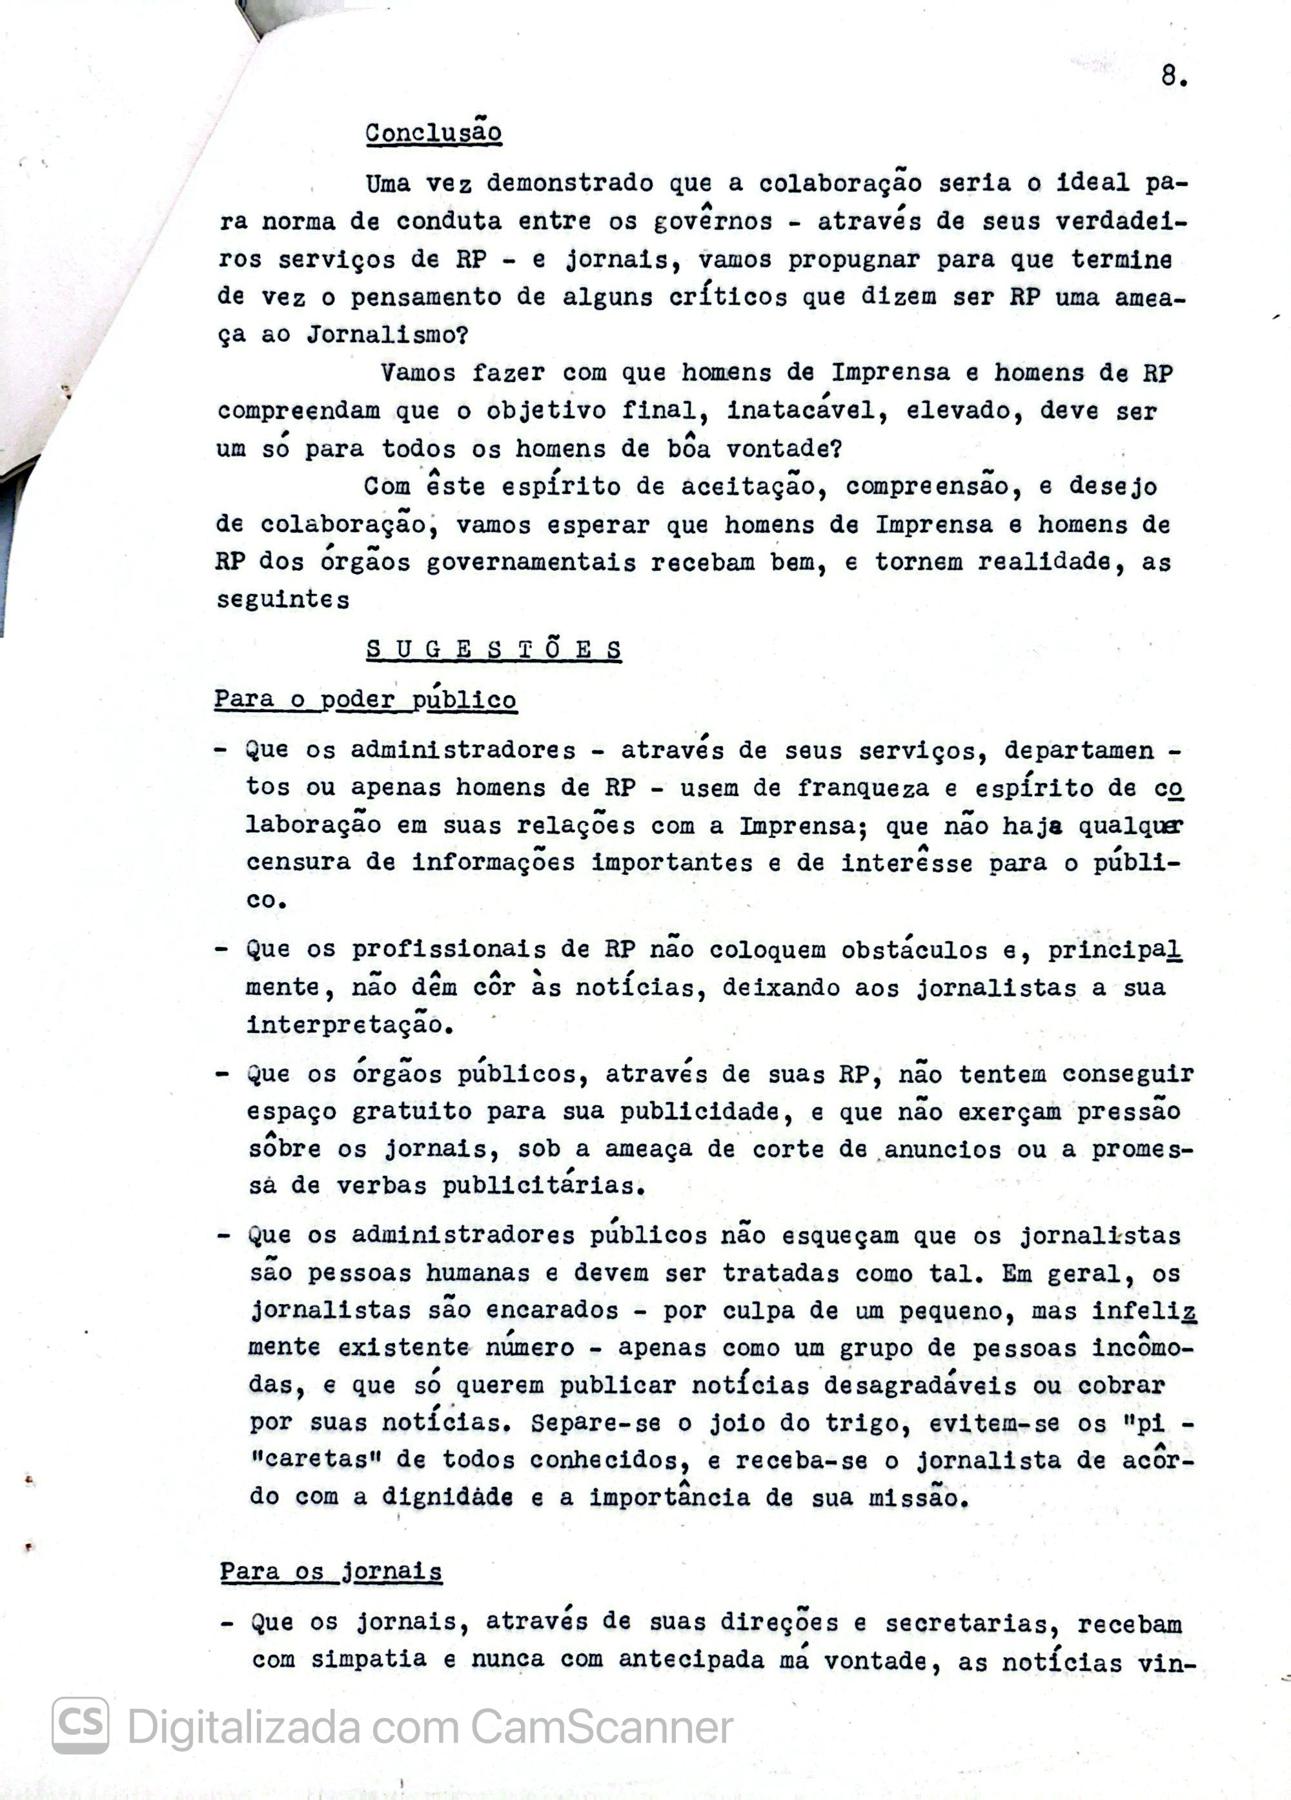 8.
Conclusão
Uma vez demonstrado que a colaboração seria o ideal pa-
ra norma de conduta entre os govêrnos - através de seus verdadei-
ros serviços de RP - e jornais, vamos propugnar para que termine
de vez o pensamento de alguns críticos que dizem ser RP uma amea-
ça ao Jornalismo?
Vamos fazer com que homens de Imprensa e homens de RP
compreendam que o objetivo final, inatacável, elevado, deve ser
um só para todos os homens de bôa vontade?
Com êste espírito de aceitação, compreensão, e desejo
de colaboração, vamos esperar que homens de Imprensa e homens de
RP dos órgãos governamentais recebam bem, e tornem realidade, as
seguintes
S U G E S T Õ E S
Para o poder público
- Que os administradores - através de seus serviços, departamen -
tos ou apenas homens de RP - usem de franqueza e espírito de co
laboração em suas relações com a Imprensa; que não haja qualquer
censura de informações importantes e de interêsse para o públi-
co.
- Que os profissionais de RP não coloquem obstáculos e, principal
mente, não dêm côr às notícias, deixando aos jornalistas a sua
interpretação.
- Que os órgãos públicos, através de suas RP, não tentem conseguir
espaço gratuito para sua publicidade, e que não exerçam pressão
sôbre os jornais, sob a ameaça de corte de anuncios ou a promes-
sa de verbas publicitárias.
- Que os administradores públicos não esqueçam que os jornalistas
são pessoas humanas e devem ser tratadas como tal. Em geral, os
jornalistas são encarados - por culpa de um pequeno, mas infeliz
mente existente número - apenas como um grupo de pessoas incômo-
das, e que só querem publicar notícias desagradáveis ou cobrar
por suas notícias. Separe-se o joio do trigo, evitem-se os "pi -
"caretas" de todos conhecidos, e receba-se o jornalista de acôr-
do com a dignidade e a importância de sua missão.
Para os jornais
- Que os jornais, através de suas direções e secretarias, recebam
com simpatia e nunca com antecipada má vontade, as notícias vin-
CS Digitalizada com CamScanner